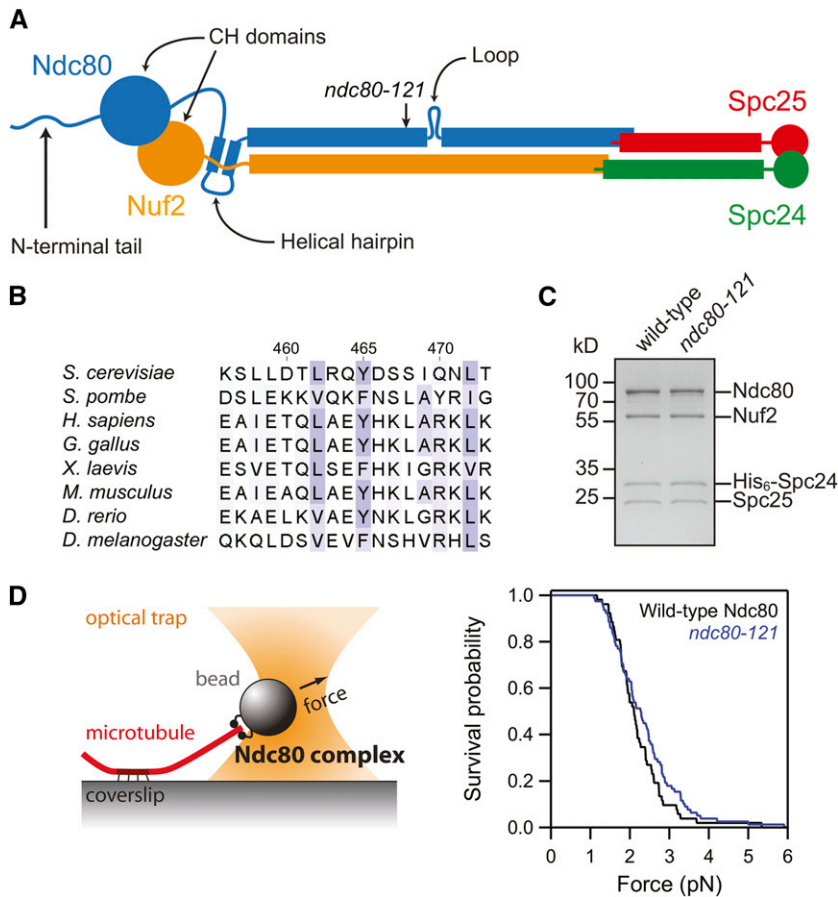 A
CH domains
Ndc80
Loop
ndc80-121
Spc25
Nuf2
Spc24
N-terminal tail
Helical hairpin
B
460 465 470
S. cerevisiae KSLLDTLRQYDSSIQNLT
S. pombe DSLEKKVQKFNSLAYRIG
H. sapiens EAIETQLAEYHKLARKLK
G. gallus EAIETQLAEYHKLARKLK
X. laevis ESVETQLSEFHKIGRKVR
M. musculus EAIEAQLAEYHKLARKLK
D. rerio EKAELKVAEYNKLGRKLK
D. melanogaster QKQLDSVEVFNSHVRHLS
C
wild-type ndc80-121
kD
100
70
55
35
25
Ndc80
Nuf2
His6-Spc24
Spc25
D
optical trap
bead
force
microtubule
Ndc80 complex
coverslip
Wild-type Ndc80
ndc80-121
Survival probability
1.0
0.8
0.6
0.4
0.2
0.0
0 1 2 3 4 5 6
Force (pN)